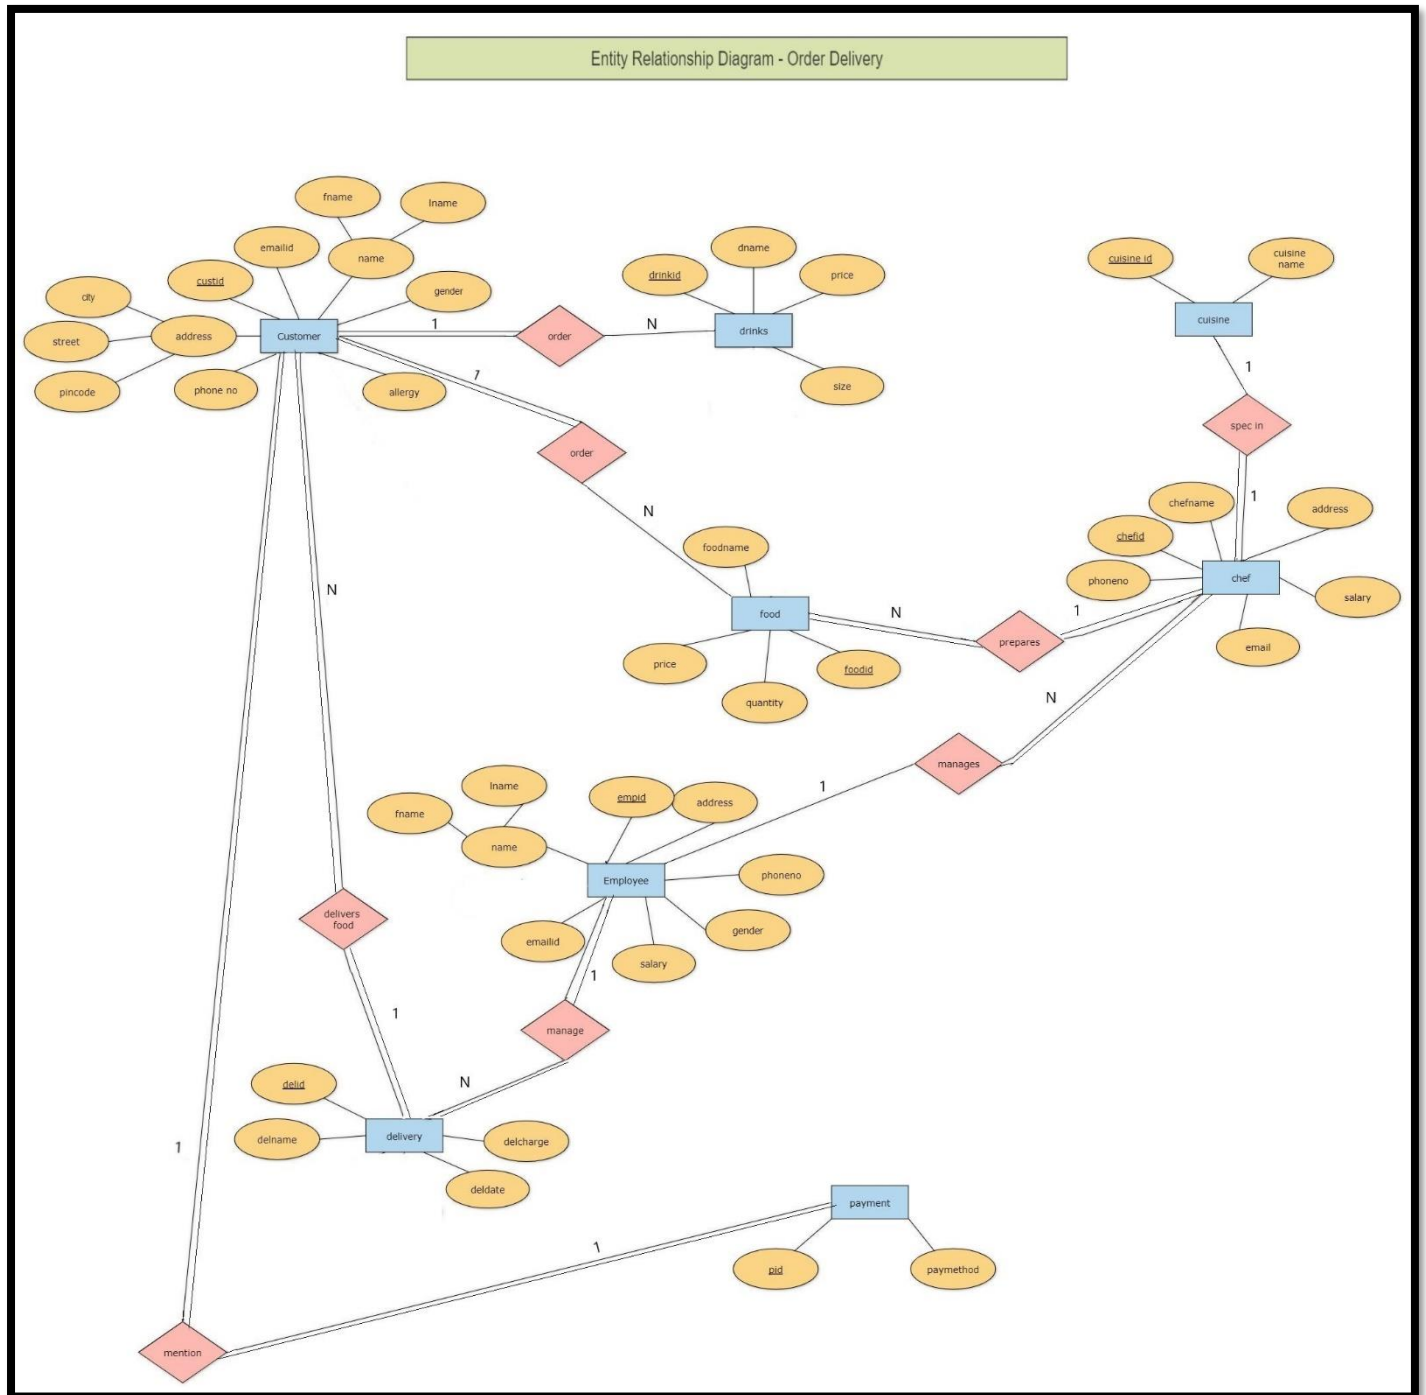 Entity Relationship Diagram - Order Delivery
fname
lname
emailid
name
custid
gender
city
street
address
pincode
phone no
Customer
allergy
1
order
N
drinkid
dname
price
drinks
size
cuisine id
cuisine
name
cuisine
1
spec in
1
1
order
N
foodname
food
price
quantity
foodid
N
prepares
1
chefname
address
chefid
phoneno
chef
salary
email
N
manages
1
N
lname
fname
name
empid
address
Employee
phoneno
gender
emailid
salary
1
manage
N
delivers
food
1
delid
delname
delivery
delcharge
deldate
1
payment
pid
paymethod
1
mention